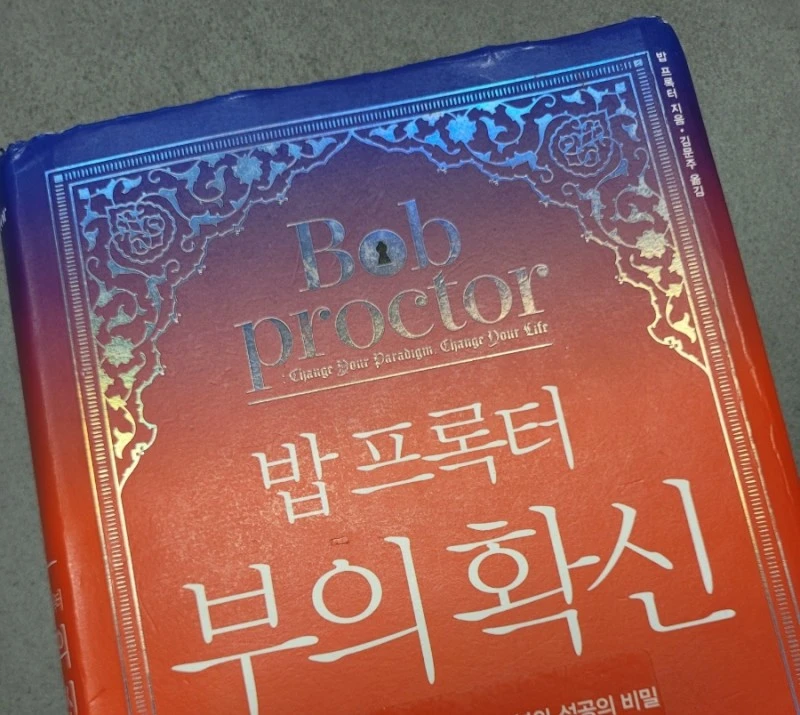 밥 프록터 지음 · 김문주 옮김
Bob
proctor
Change Your Paradigm, Change Your Life
밥 프록터
부의 확신
성공의 비밀